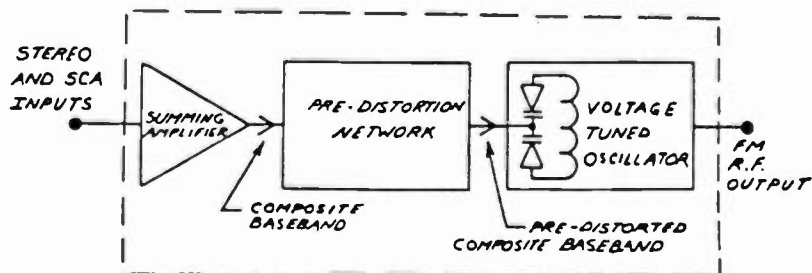 STEREO
AND SCA
INPUTS
SUMMING
AMPLIFIER
PRE-DISTORTION
NETWORK
VOLTAGE
TUNED
OSCILLATOR
FM
R.F.
OUTPUT
COMPOSITE
BASEBAND
PRE-DISTORTED
COMPOSITE BASEBAND